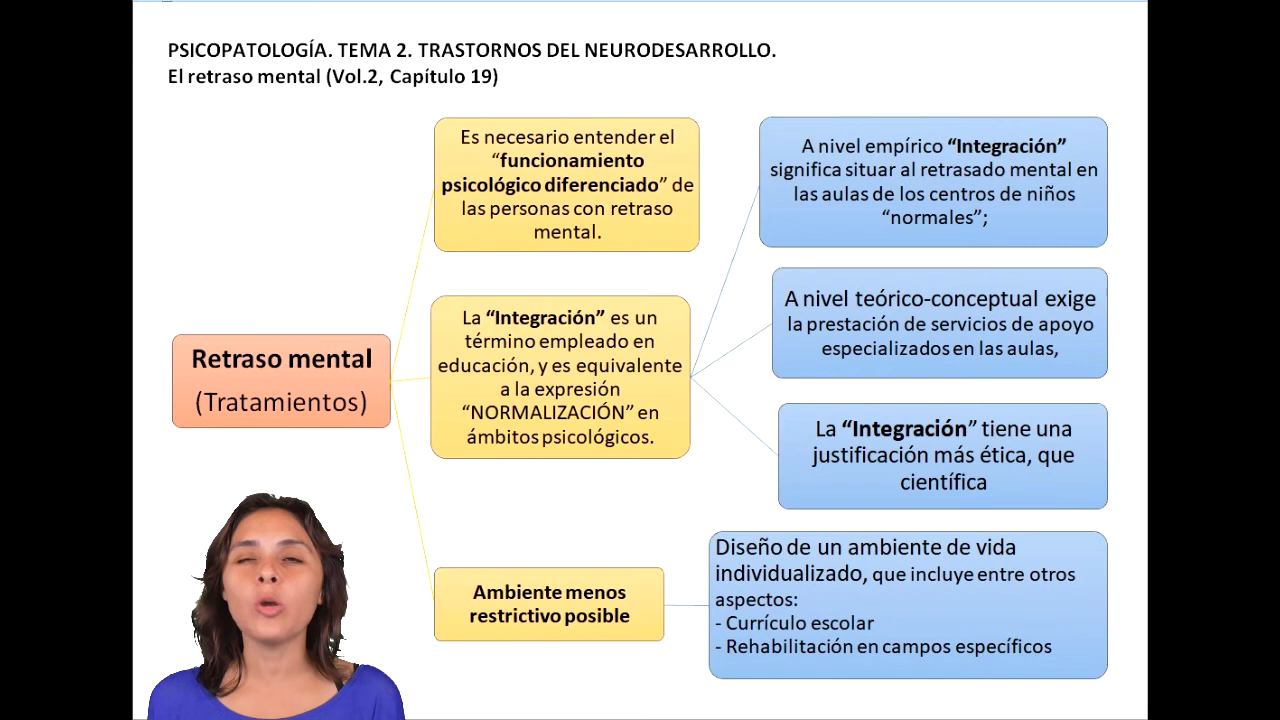 PSICOPATOLOGÍA. TEMA 2. TRASTORNOS DEL NEURODESARROLLO.
El retraso mental (Vol.2, Capítulo 19)
Retraso mental
(Tratamientos)
Es necesario entender el
“funcionamiento
psicológico diferenciado” de
las personas con retraso
mental.
La “Integración” es un
término empleado en
educación, y es equivalente
a la expresión
“NORMALIZACIÓN” en
ámbitos psicológicos.
Ambiente menos
restrictivo posible
A nivel empírico “Integración”
significa situar al retrasado mental en
las aulas de los centros de niños
“normales”;
A nivel teórico-conceptual exige
la prestación de servicios de apoyo
especializados en las aulas,
La “Integración” tiene una
justificación más ética, que
científica
Diseño de un ambiente de vida
individualizado, que incluye entre otros
aspectos:
- Currículo escolar
- Rehabilitación en campos específicos